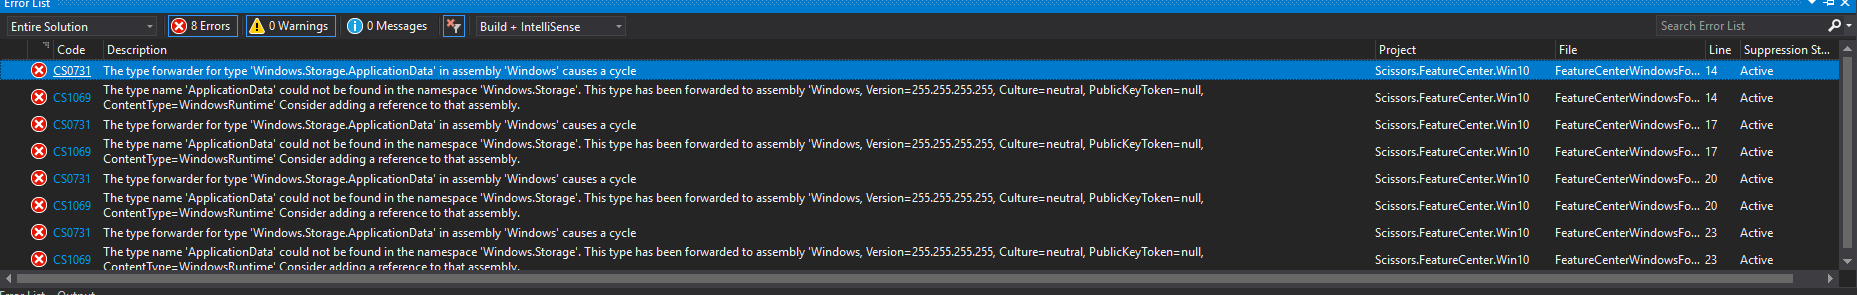 Error List
Entire Solution 8 Errors 0 Warnings 0 Messages Build + IntelliSense Search Error List
Code Description Project File Line Suppression St...
CS0731 The type forwarder for type 'Windows.Storage.ApplicationData' in assembly 'Windows' causes a cycle Scissors.FeatureCenter.Win10 FeatureCenterWindowsFo... 14 Active
The type name 'ApplicationData' could not be found in the namespace 'Windows.Storage'. This type has been forwarded to assembly 'Windows, Version=255.255.255.255, Culture=neutral, PublicKeyToken=null,
CS1069 ContentType=WindowsRuntime' Consider adding a reference to that assembly. Scissors.FeatureCenter.Win10 FeatureCenterWindowsFo... 14 Active
CS0731 The type forwarder for type 'Windows.Storage.ApplicationData' in assembly 'Windows' causes a cycle Scissors.FeatureCenter.Win10 FeatureCenterWindowsFo... 17 Active
The type name 'ApplicationData' could not be found in the namespace 'Windows.Storage'. This type has been forwarded to assembly 'Windows, Version=255.255.255.255, Culture=neutral, PublicKeyToken=null,
CS1069 ContentType=WindowsRuntime' Consider adding a reference to that assembly. Scissors.FeatureCenter.Win10 FeatureCenterWindowsFo... 17 Active
CS0731 The type forwarder for type 'Windows.Storage.ApplicationData' in assembly 'Windows' causes a cycle Scissors.FeatureCenter.Win10 FeatureCenterWindowsFo... 20 Active
The type name 'ApplicationData' could not be found in the namespace 'Windows.Storage'. This type has been forwarded to assembly 'Windows, Version=255.255.255.255, Culture=neutral, PublicKeyToken=null,
CS1069 ContentType=WindowsRuntime' Consider adding a reference to that assembly. Scissors.FeatureCenter.Win10 FeatureCenterWindowsFo... 20 Active
CS0731 The type forwarder for type 'Windows.Storage.ApplicationData' in assembly 'Windows' causes a cycle Scissors.FeatureCenter.Win10 FeatureCenterWindowsFo... 23 Active
The type name 'ApplicationData' could not be found in the namespace 'Windows.Storage'. This type has been forwarded to assembly 'Windows, Version=255.255.255.255, Culture=neutral, PublicKeyToken=null,
CS1069 ContentType=WindowsRuntime' Consider adding a reference to that assembly. Scissors.FeatureCenter.Win10 FeatureCenterWindowsFo... 23 Active
Error List Output